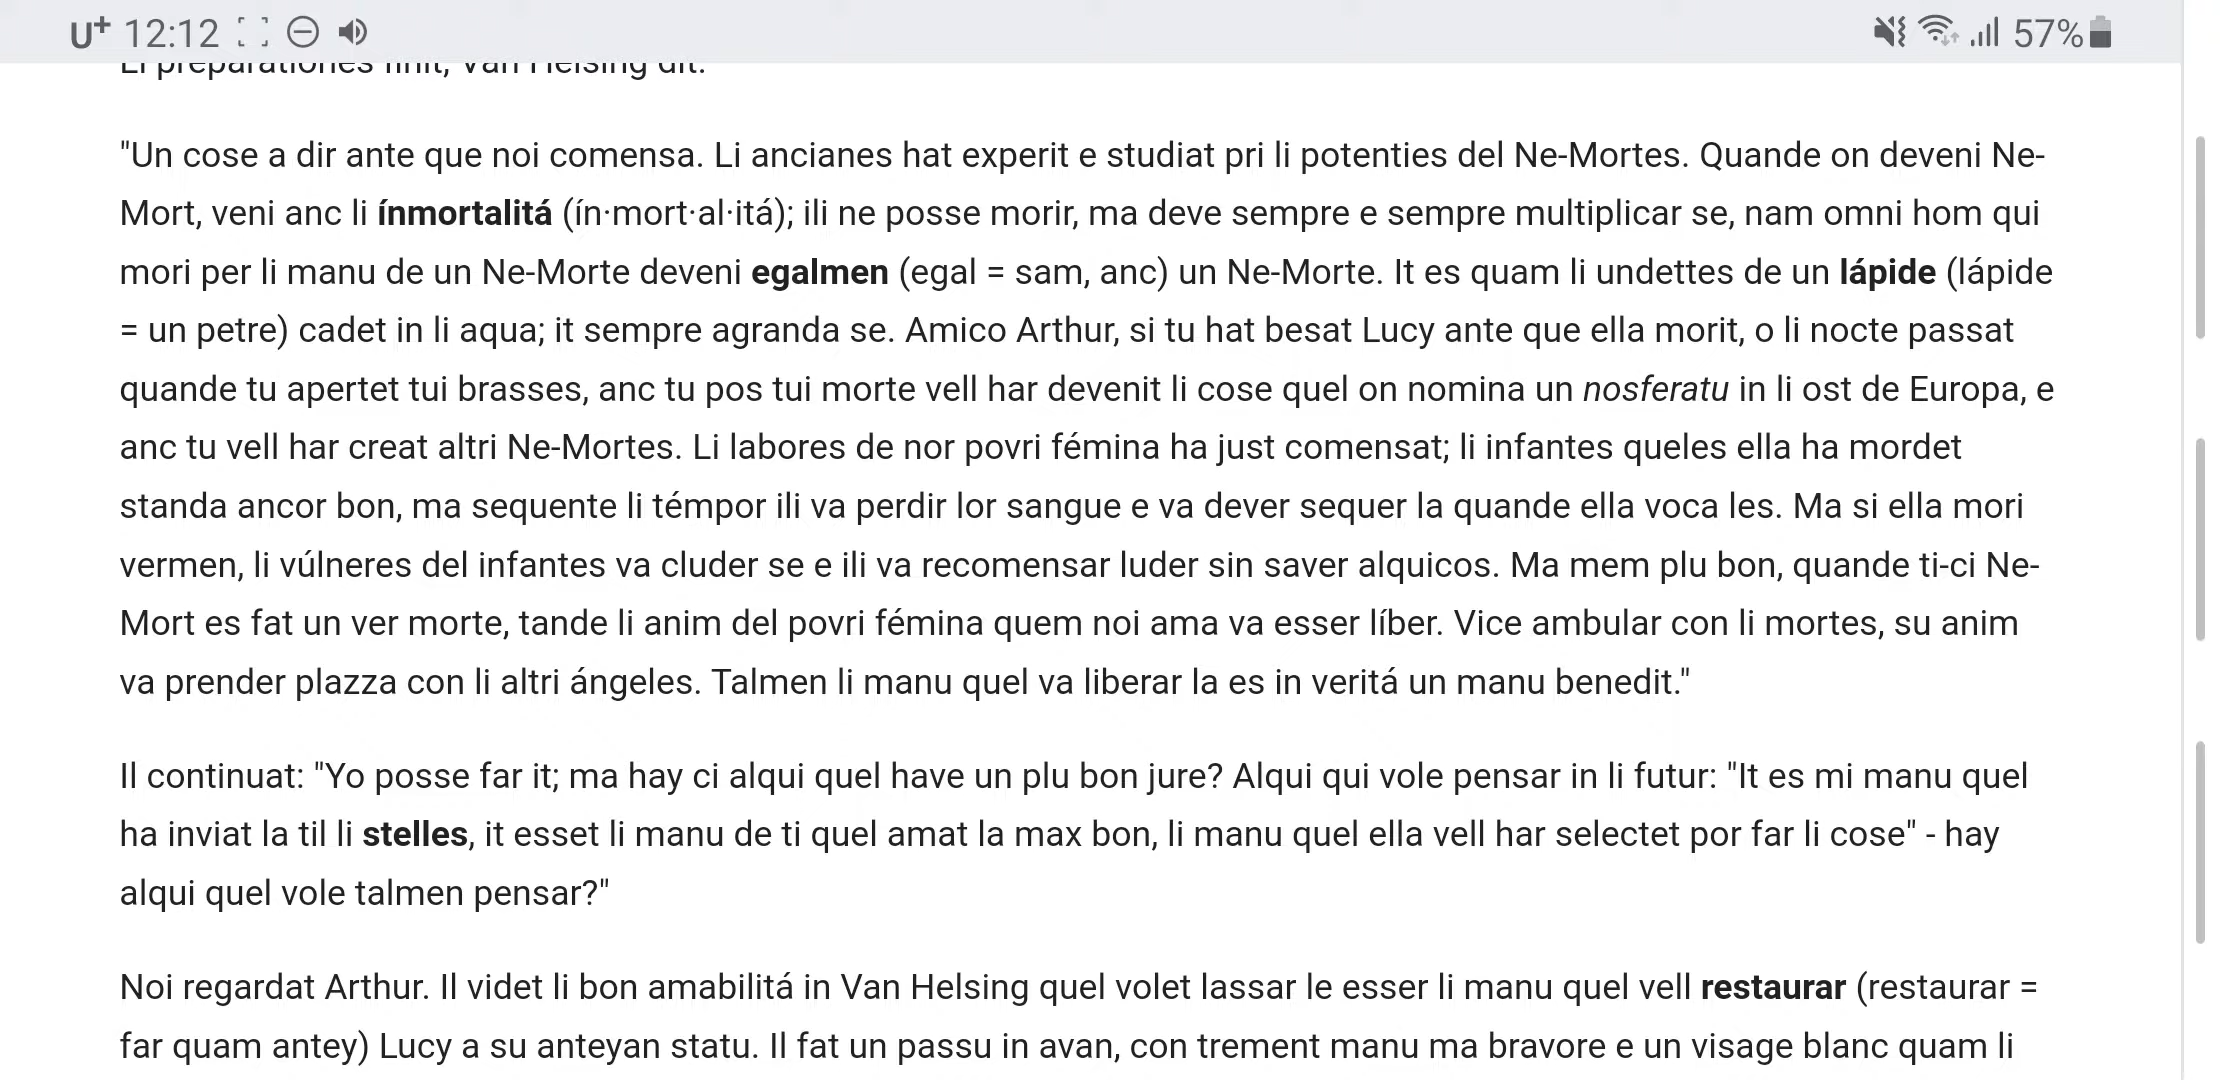 U+ 12:12 57%
Li preparationes finit, Van Helsing dit:
"Un cose a dir ante que noi comensa. Li ancianes hat experit e studiat pri li potenties del Ne-Mortes. Quande on deveni Ne-
Mort, veni anc li ínmortalitá (ín·mort·al·itá); ili ne posse morir, ma deve sempre e sempre multiplicar se, nam omni hom qui
mori per li manu de un Ne-Morte deveni egalmen (egal = sam, anc) un Ne-Morte. It es quam li undettes de un lápide (lápide
= un petre) cadet in li aqua; it sempre agranda se. Amico Arthur, si tu hat besat Lucy ante que ella morit, o li nocte passat
quande tu apertet tui brasses, anc tu pos tui morte vell har devenit li cose quel on nomina un nosferatu in li ost de Europa, e
anc tu vell har creat altri Ne-Mortes. Li labores de nor povri fémina ha just comensat; li infantes queles ella ha mordet
standa ancor bon, ma sequente li témpor ili va perdir lor sangue e va dever sequer la quande ella voca les. Ma si ella mori
vermen, li vúlneres del infantes va cluder se e ili va recomensar luder sin saver alquicos. Ma mem plu bon, quande ti-ci Ne-
Mort es fat un ver morte, tande li anim del povri fémina quem noi ama va esser líber. Vice ambular con li mortes, su anim
va prender plazza con li altri ángeles. Talmen li manu quel va liberar la es in veritá un manu benedit."
Il continuat: "Yo posse far it; ma hay ci alqui quel have un plu bon jure? Alqui qui vole pensar in li futur: "It es mi manu quel
ha inviat la til li stelles, it esset li manu de ti quel amat la max bon, li manu quel ella vell har selectet por far li cose" - hay
alqui quel vole talmen pensar?"
Noi regardat Arthur. Il videt li bon amabilitá in Van Helsing quel volet lassar le esser li manu quel vell restaurar (restaurar =
far quam antey) Lucy a su anteyan statu. Il fat un passu in avan, con trement manu ma bravore e un visage blanc quam li